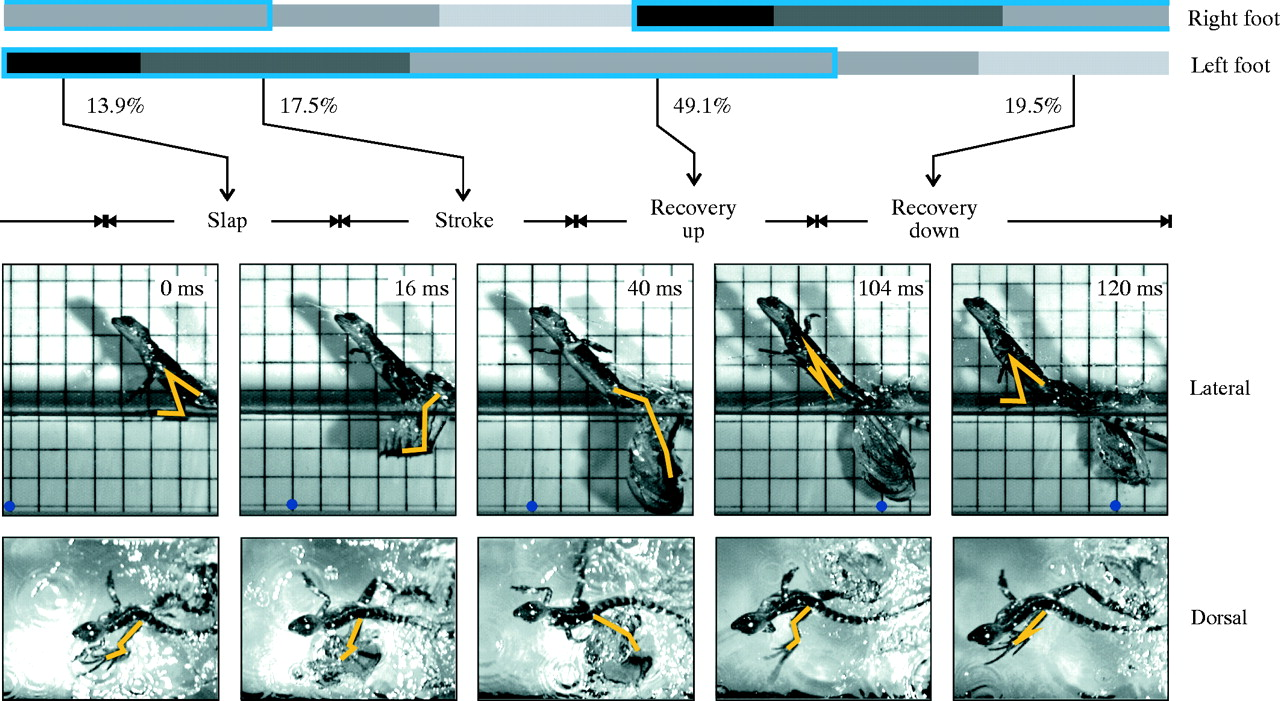 Right foot
Left foot
13.9%
17.5%
49.1%
19.5%
Slap
Stroke
Recovery
up
Recovery
down
0 ms
16 ms
40 ms
104 ms
120 ms
Lateral
Dorsal